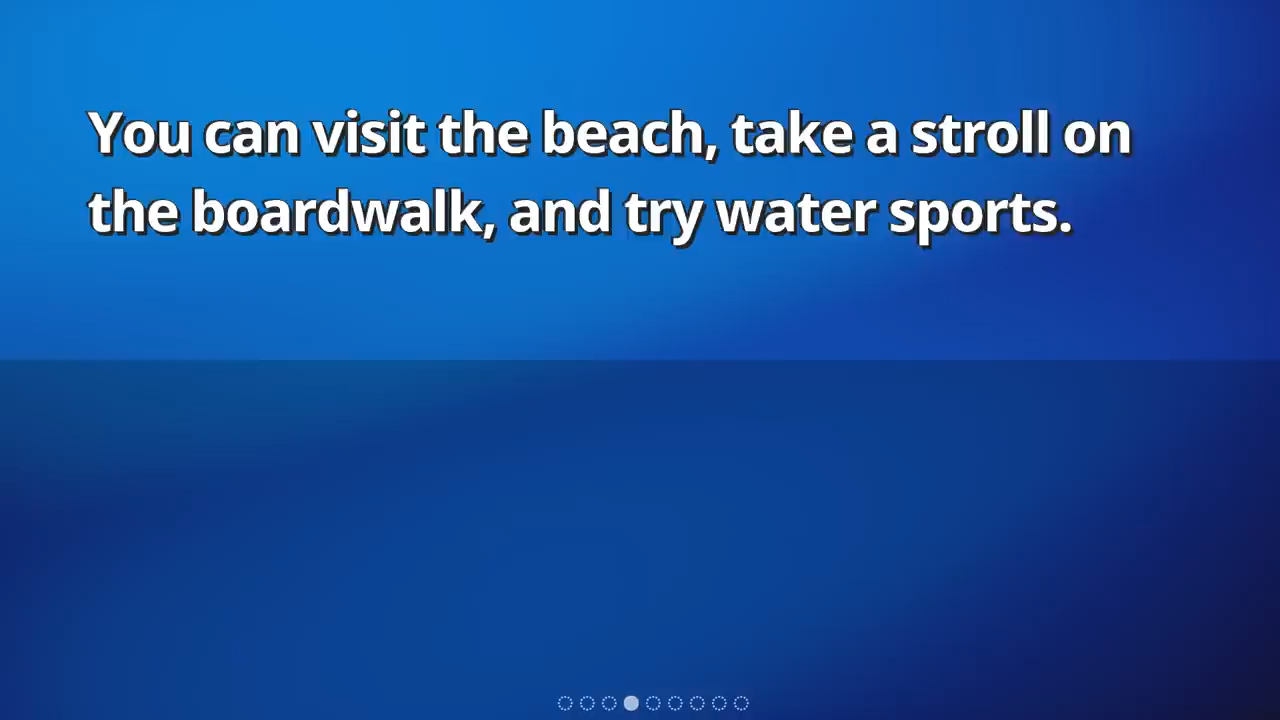 You can visit the beach, take a stroll on
the boardwalk, and try water sports.